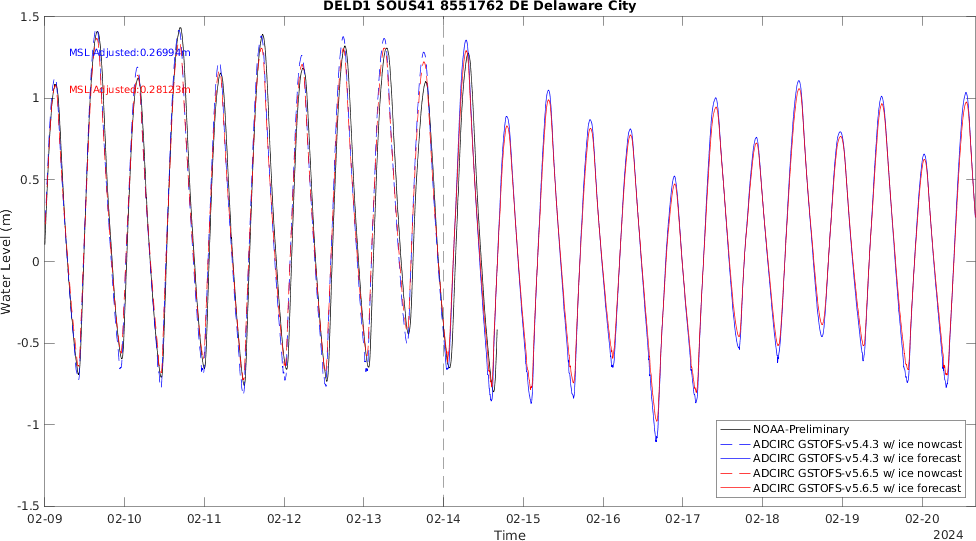 DELD1 SOUS41 8551762 DE Delaware City
1.5
1
0.5
0
-0.5
-1
-1.5
Water Level (m)
MSL Adjusted:0.26994m
MSL Adjusted:0.28123m
NOAA-Preliminary
ADCIRC GSTOFS-v5.4.3 w/ ice nowcast
ADCIRC GSTOFS-v5.4.3 w/ ice forecast
ADCIRC GSTOFS-v5.6.5 w/ ice nowcast
ADCIRC GSTOFS-v5.6.5 w/ ice forecast
02-09 02-10 02-11 02-12 02-13 02-14 02-15 02-16 02-17 02-18 02-19 02-20
Time
2024